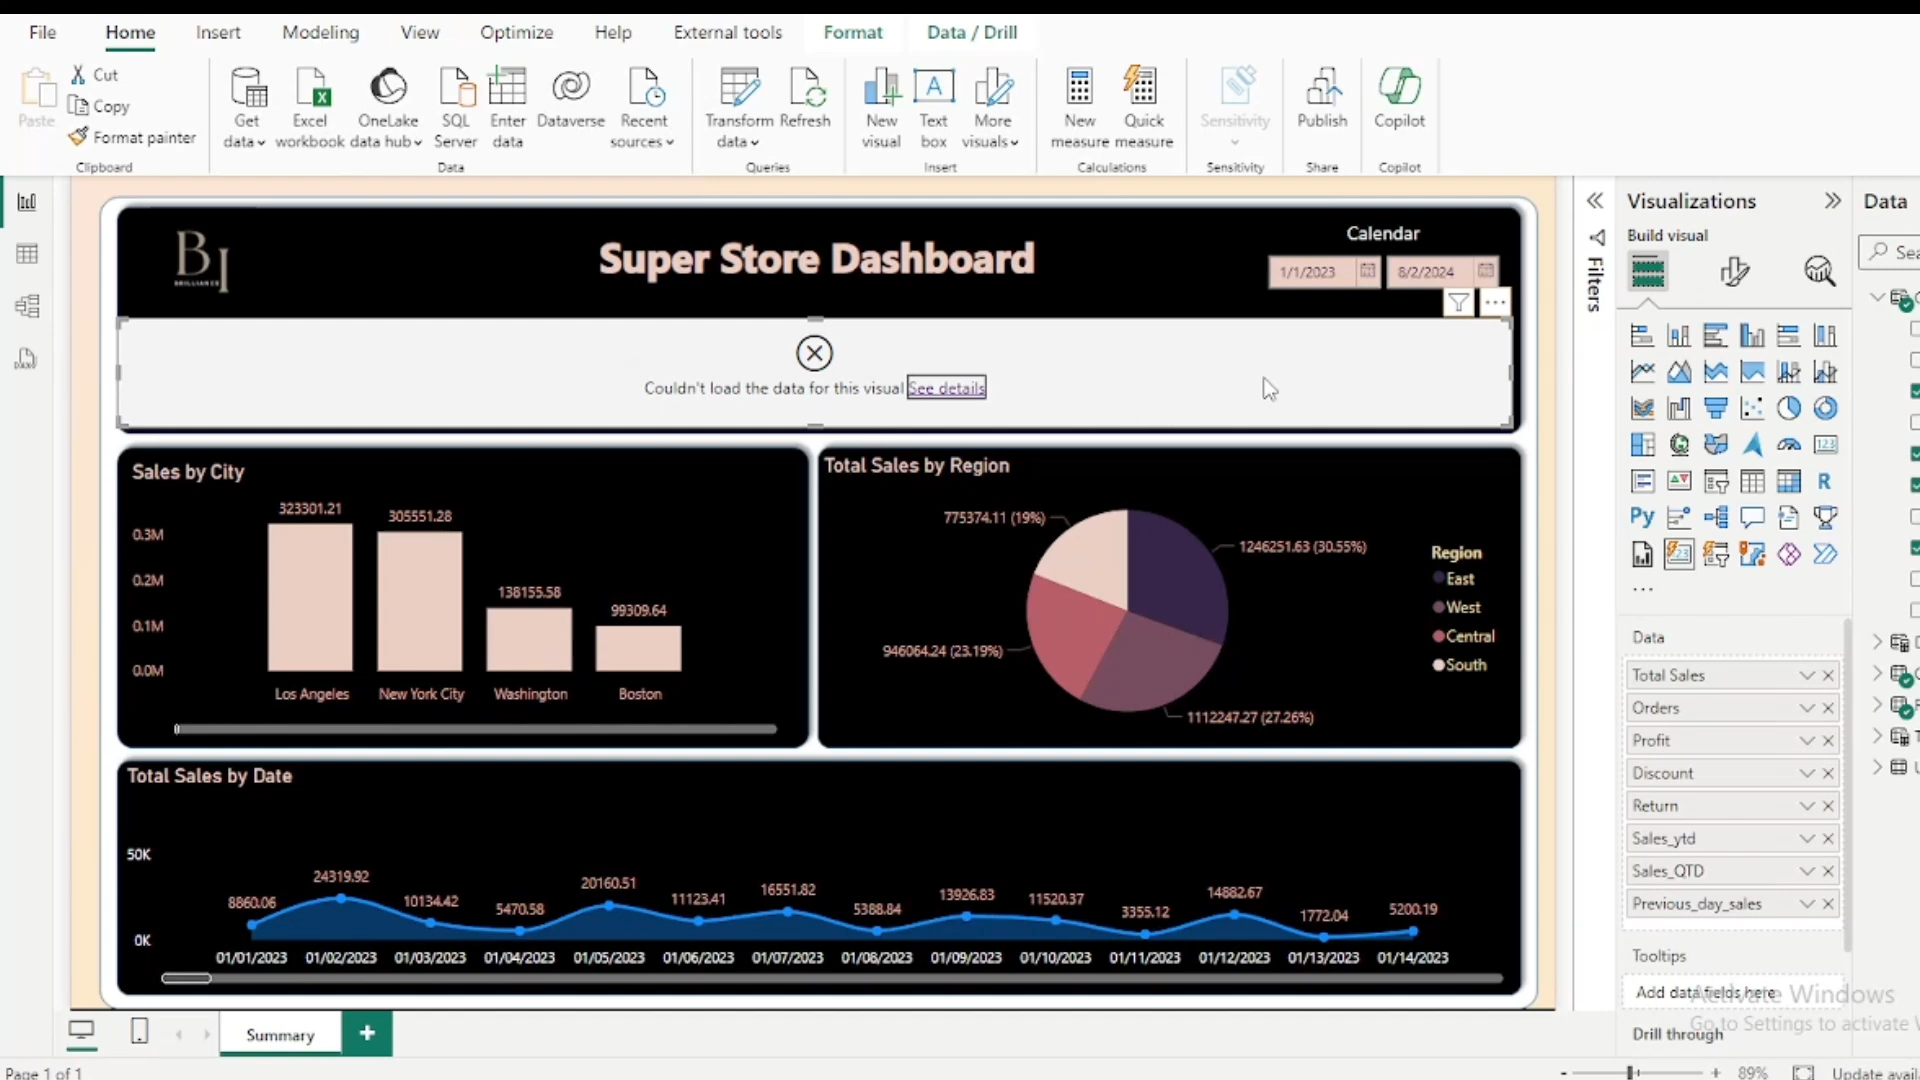 File Home Insert Modeling View Optimize Help External tools Format Data / Drill
Paste
Cut
Copy
Format painter
Clipboard
Get data
Excel workbook
OneLake data hub
SQL Server
Enter data
Dataverse
Recent sources
Data
Transform data
Refresh
Queries
New visual
Text box
More visuals
Insert
New measure
Quick measure
Calculations
Sensitivity
Sensitivity
Publish
Share
Copilot
Copilot
BI
BRILLIANCE
Super Store Dashboard
Calendar
1/1/2023 8/2/2024
Couldn't load the data for this visual See details
Sales by City
323301.21
305551.28
138155.58
99309.64
0.3M
0.2M
0.1M
0.0M
Los Angeles New York City Washington Boston
Total Sales by Region
775374.11 (19%)
1246251.63 (30.55%)
946064.24 (23.19%)
1112247.27 (27.26%)
Region
East
West
Central
South
Total Sales by Date
50K
0K
8860.06 24319.92 10134.42 5470.58 20160.51 11123.41 16551.82 5388.84 13926.83 11520.37 3355.12 14882.67 1772.04 5200.19
01/01/2023 01/02/2023 01/03/2023 01/04/2023 01/05/2023 01/06/2023 01/07/2023 01/08/2023 01/09/2023 01/10/2023 01/11/2023 01/12/2023 01/13/2023 01/14/2023
Filters
Visualizations
Build visual
Data
Total Sales
Orders
Profit
Discount
Return
Sales_ytd
Sales_QTD
Previous_day_sales
Tooltips
Add data fields here
Drill through
Data
Activate Windows
Go to Settings to activate
Summary
Page 1 of 1
89%
Update